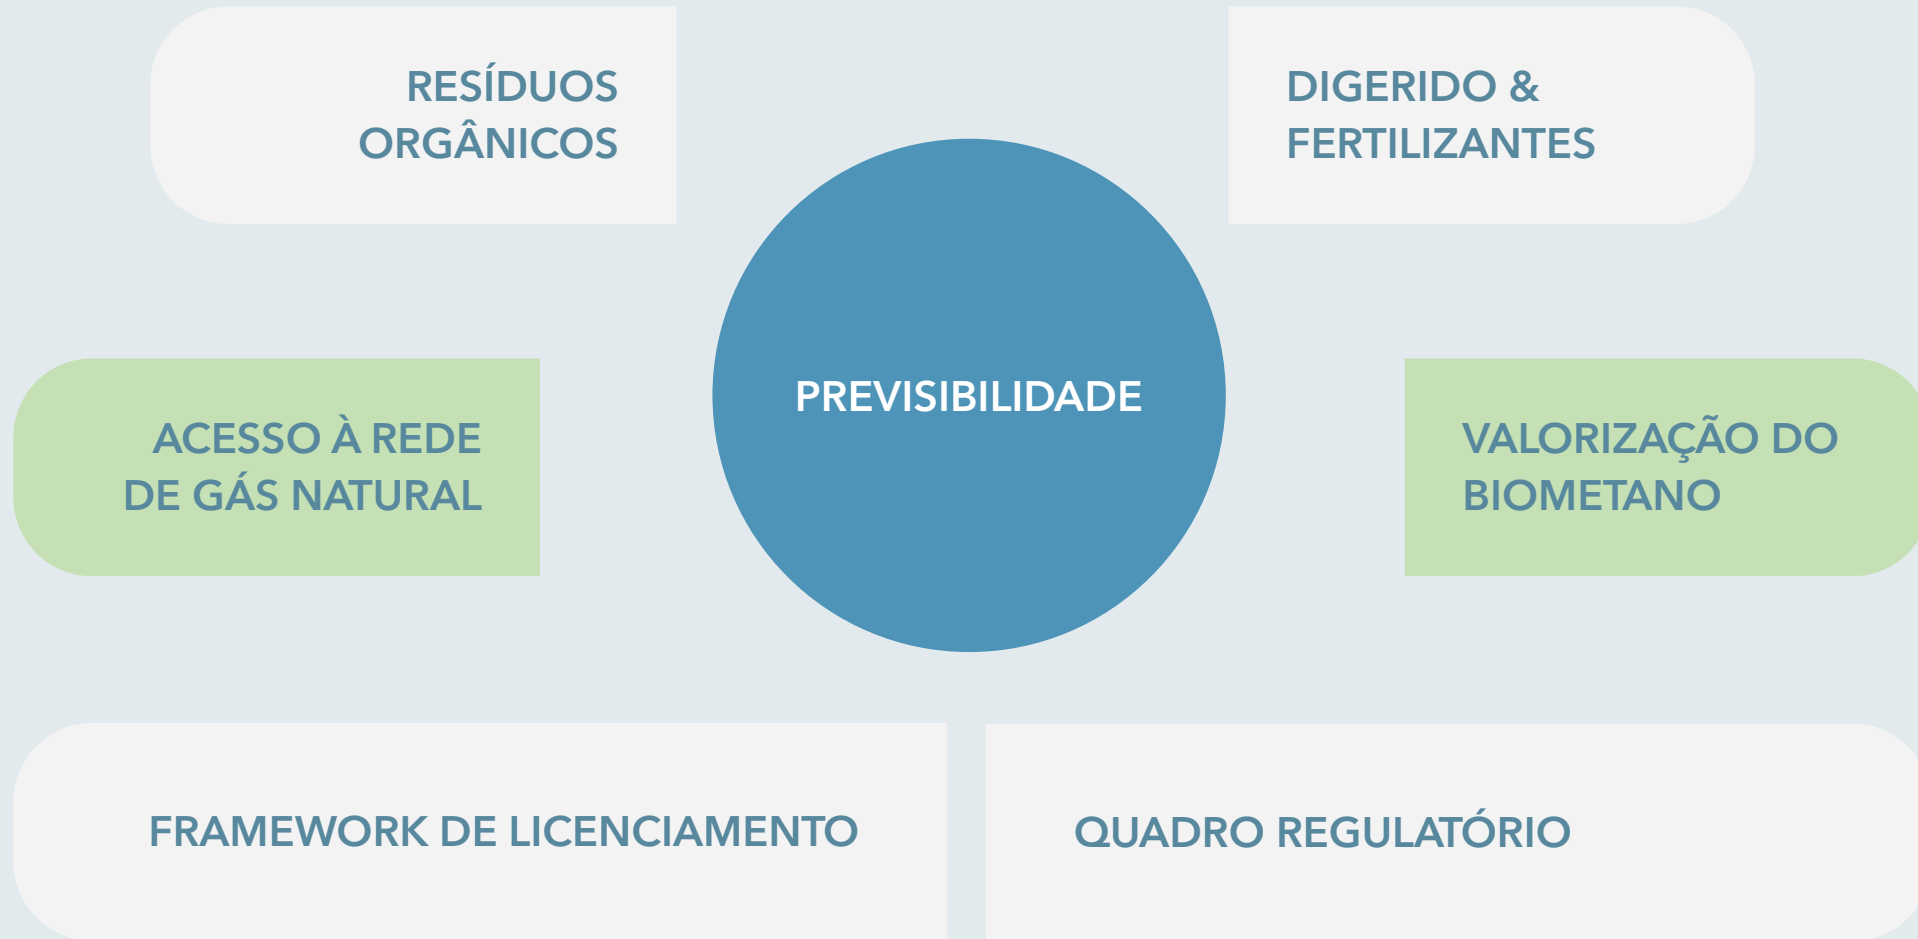 RESÍDUOS
ORGÂNICOS
DIGERIDO &
FERTILIZANTES
PREVISIBILIDADE
ACESSO À REDE
DE GÁS NATURAL
VALORIZAÇÃO DO
BIOMETANO
FRAMEWORK DE LICENCIAMENTO
QUADRO REGULATÓRIO